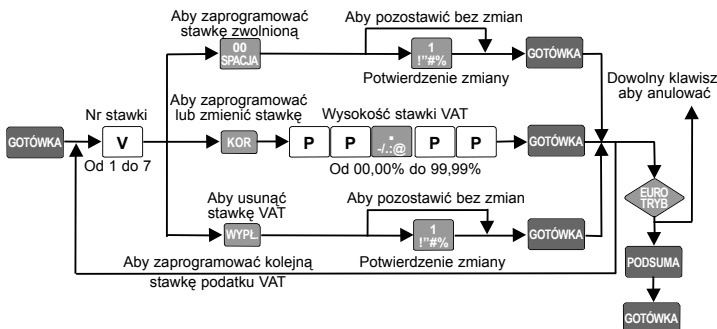 Aby zaprogramować
stawkę zwolnioną
00
SPACJA
Aby pozostawić bez zmian
1
!"#%
Potwierdzenie zmiany
GOTÓWKA
Dowolny klawisz
aby anulować
Nr stawki
GOTÓWKA
V
Od 1 do 7
Aby zaprogramować
lub zmienić stawkę
KOR
Wysokość stawki VAT
P P . P P
-/.:@
Od 00,00% do 99,99%
GOTÓWKA
EURO
TRYB
Aby usunąć
stawkę VAT
WYPŁ
Aby pozostawić bez zmian
1
!"#%
Potwierdzenie zmiany
GOTÓWKA
PODSUMA
Aby zaprogramować kolejną
stawkę podatku VAT
GOTÓWKA